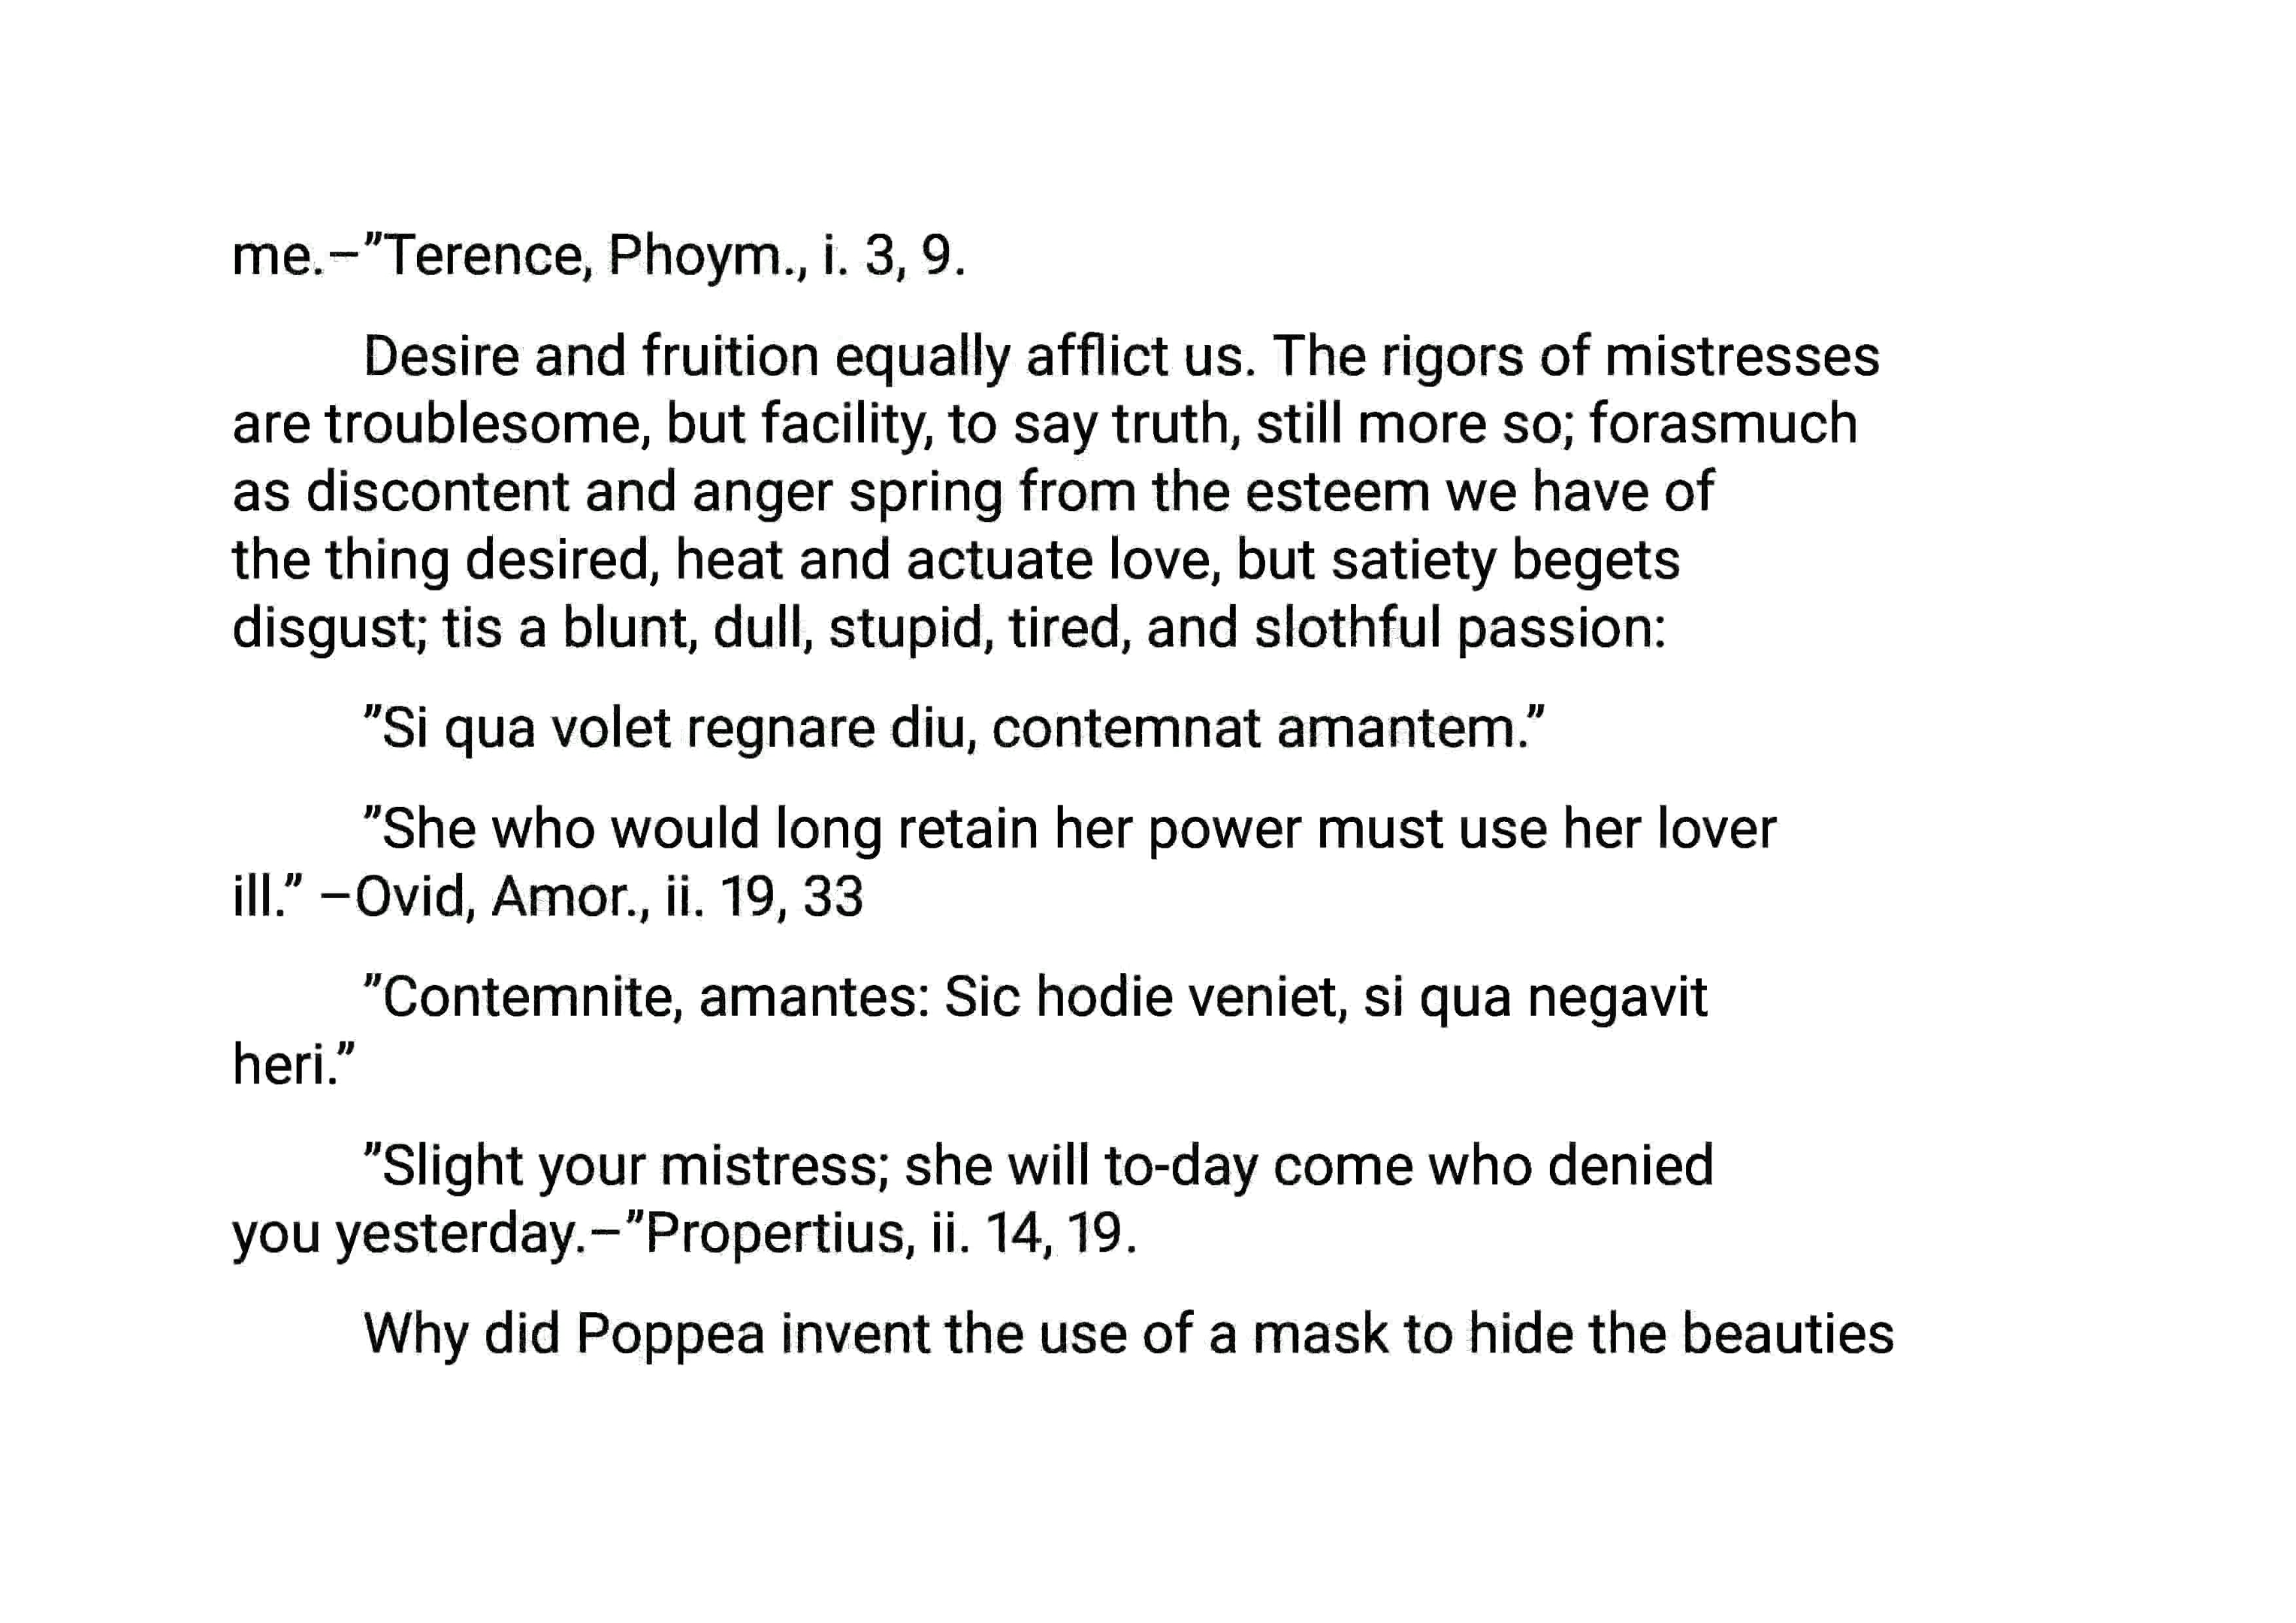 me.–”Terence, Phoym., i. 3, 9.
Desire and fruition equally afflict us. The rigors of mistresses
are troublesome, but facility, to say truth, still more so; forasmuch
as discontent and anger spring from the esteem we have of
the thing desired, heat and actuate love, but satiety begets
disgust; tis a blunt, dull, stupid, tired, and slothful passion:
”Si qua volet regnare diu, contemnat amantem.”
”She who would long retain her power must use her lover
ill.” –Ovid, Amor., ii. 19, 33
”Contemnite, amantes: Sic hodie veniet, si qua negavit
heri.”
”Slight your mistress; she will to-day come who denied
you yesterday.–”Propertius, ii. 14, 19.
Why did Poppea invent the use of a mask to hide the beauties